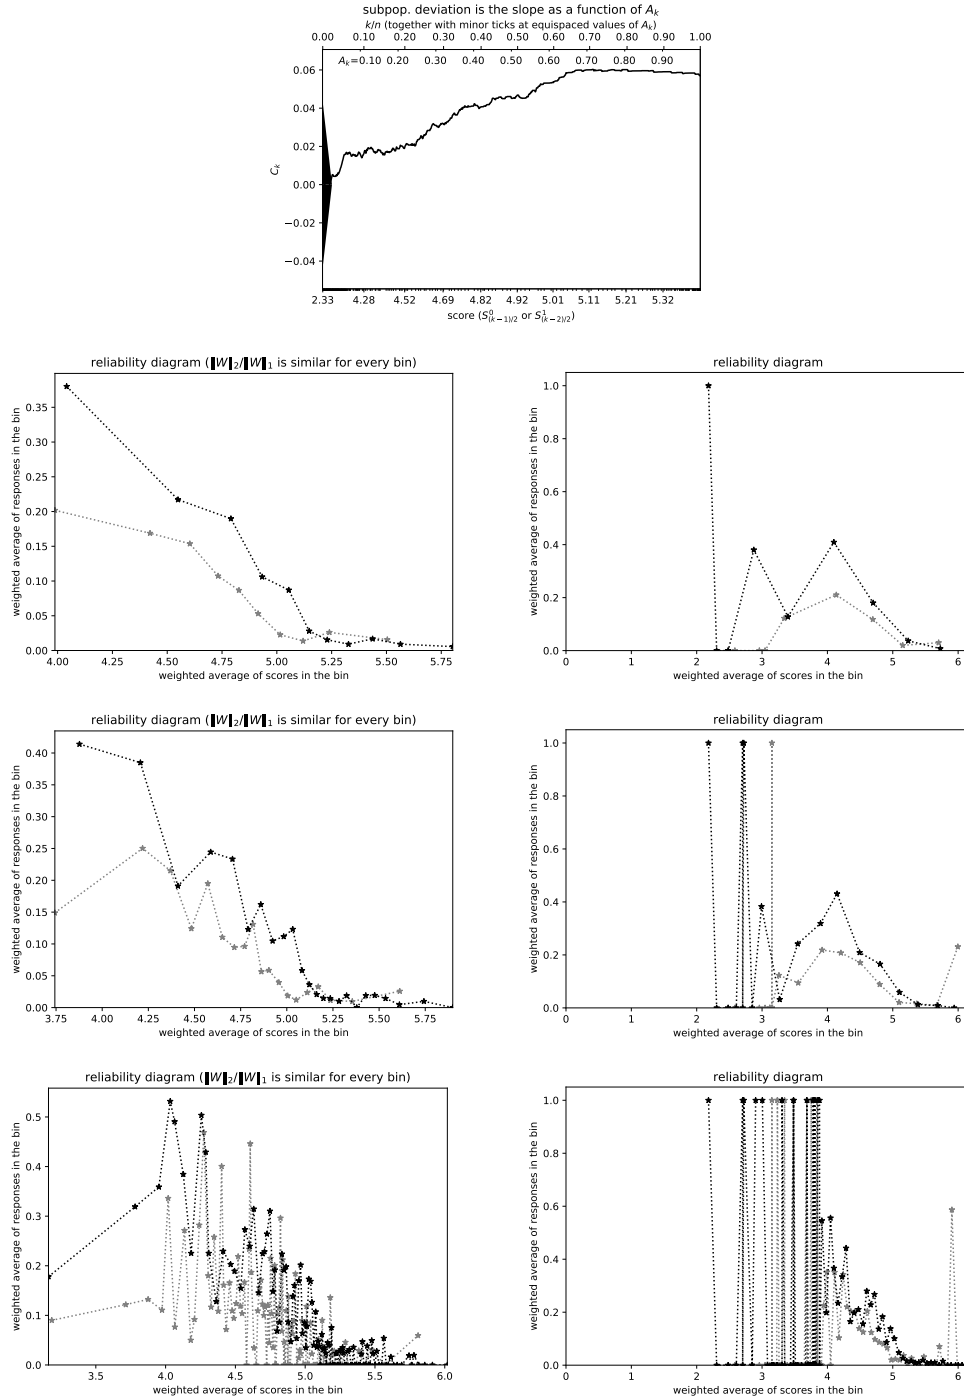 subpop. deviation is the slope as a function of A_k
k/n (together with minor ticks at equispaced values of A_k)
0.00 0.10 0.20 0.30 0.40 0.50 0.60 0.70 0.80 0.90 1.00
A_k=0.10 0.20 0.30 0.40 0.50 0.60 0.70 0.80 0.90
0.06
0.04
0.02
0.00
−0.02
−0.04
C_k
2.33 4.28 4.52 4.69 4.82 4.92 5.01 5.11 5.21 5.32
score (S^0_{(k−1)/2} or S^1_{(k−2)/2})
reliability diagram (‖W‖_2/‖W‖_1 is similar for every bin)
weighted average of responses in the bin
0.35
0.30
0.25
0.20
0.15
0.10
0.05
0.00
4.00 4.25 4.50 4.75 5.00 5.25 5.50 5.75
weighted average of scores in the bin
reliability diagram
weighted average of responses in the bin
1.0
0.8
0.6
0.4
0.2
0.0
0 1 2 3 4 5 6
weighted average of scores in the bin
reliability diagram (‖W‖_2/‖W‖_1 is similar for every bin)
weighted average of responses in the bin
0.40
0.35
0.30
0.25
0.20
0.15
0.10
0.05
0.00
3.75 4.00 4.25 4.50 4.75 5.00 5.25 5.50 5.75
weighted average of scores in the bin
reliability diagram
weighted average of responses in the bin
1.0
0.8
0.6
0.4
0.2
0.0
0 1 2 3 4 5 6
weighted average of scores in the bin
reliability diagram (‖W‖_2/‖W‖_1 is similar for every bin)
weighted average of responses in the bin
0.5
0.4
0.3
0.2
0.1
0.0
3.5 4.0 4.5 5.0 5.5 6.0
weighted average of scores in the bin
reliability diagram
weighted average of responses in the bin
1.0
0.8
0.6
0.4
0.2
0.0
0 1 2 3 4 5 6
weighted average of scores in the bin